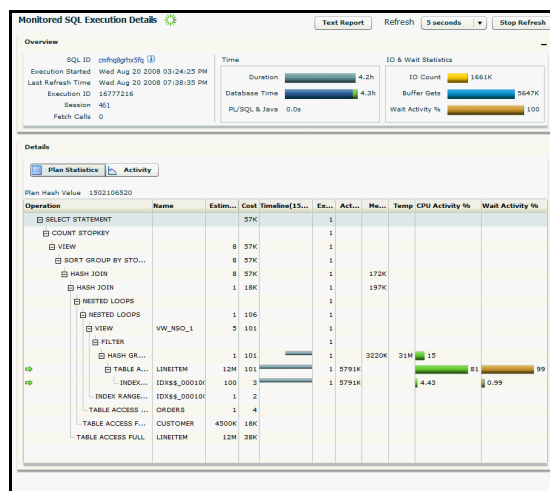 Monitored SQL Execution Details
Text Report Refresh 5 seconds Stop Refresh
Overview
SQL ID cmfnq8grhx5fq
Execution Started Wed Aug 20 2008 03:24:25 PM
Last Refresh Time Wed Aug 20 2008 07:38:35 PM
Execution ID 16777216
Session 461
Fetch Calls 0
Time
Duration 4.2h
Database Time 4.3h
PL/SQL & Java 0.0s
IO & Wait Statistics
IO Count 1661K
Buffer Gets 5647K
Wait Activity % 100
Details
Plan Statistics Activity
Plan Hash Value 1502106520
Operation Name Estim... Cost Timeline(15... Ex... Act... Me... Temp CPU Activity % Wait Activity %
SELECT STATEMENT 57K 1
COUNT STOPKEY 1
VIEW 8 57K 1
SORT GROUP BY STO... 8 57K 1
HASH JOIN 8 57K 1 172K
HASH JOIN 1 18K 1 197K
NESTED LOOPS 1
NESTED LOOPS 1 106 1
VIEW VW_NSO_1 5 101 1
FILTER 1
HASH GR... 1 101 1 3220K 31M 15
TABLE A... LINEITEM 12M 101 1 5791K 81 99
INDEX... IDX$$_00010( 100 3 1 5791K 4.43 0.99
INDEX RANGE... IDX$$_00010( 1 2
TABLE ACCESS ... ORDERS 1 4
TABLE ACCESS F... CUSTOMER 4500K 18K
TABLE ACCESS FULL LINEITEM 12M 38K